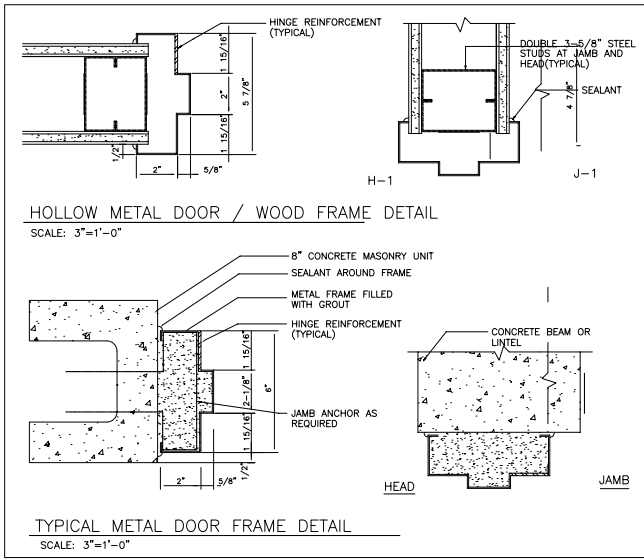 HINGE REINFORCEMENT
(TYPICAL)
1 15/16"
2"
1 15/16"
5 7/8"
1/2"
2"
5/8"
DOUBLE 3-5/8" STEEL
STUDS AT JAMB AND
HEAD(TYPICAL)
4 7/8"
SEALANT
H-1
J-1
HOLLOW METAL DOOR / WOOD FRAME DETAIL
SCALE: 3"=1'-0"
8" CONCRETE MASONRY UNIT
SEALANT AROUND FRAME
METAL FRAME FILLED
WITH GROUT
HINGE REINFORCEMENT
(TYPICAL)
1 15/16"
2-1/8"
1 15/16"
6"
JAMB ANCHOR AS
REQUIRED
2"
5/8"
1/2"
CONCRETE BEAM OR
LINTEL
HEAD
JAMB
TYPICAL METAL DOOR FRAME DETAIL
SCALE: 3"=1'-0"